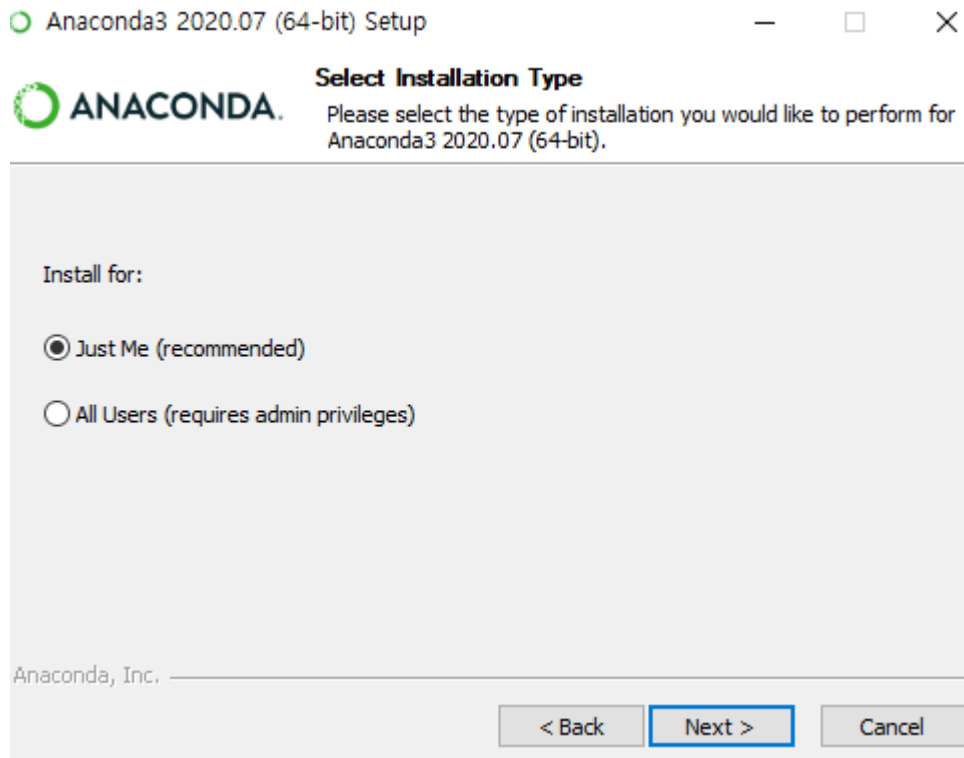 Anaconda3 2020.07 (64-bit) Setup
ANACONDA.
Select Installation Type
Please select the type of installation you would like to perform for
Anaconda3 2020.07 (64-bit).
Install for:
Just Me (recommended)
All Users (requires admin privileges)
Anaconda, Inc.
< Back Next > Cancel